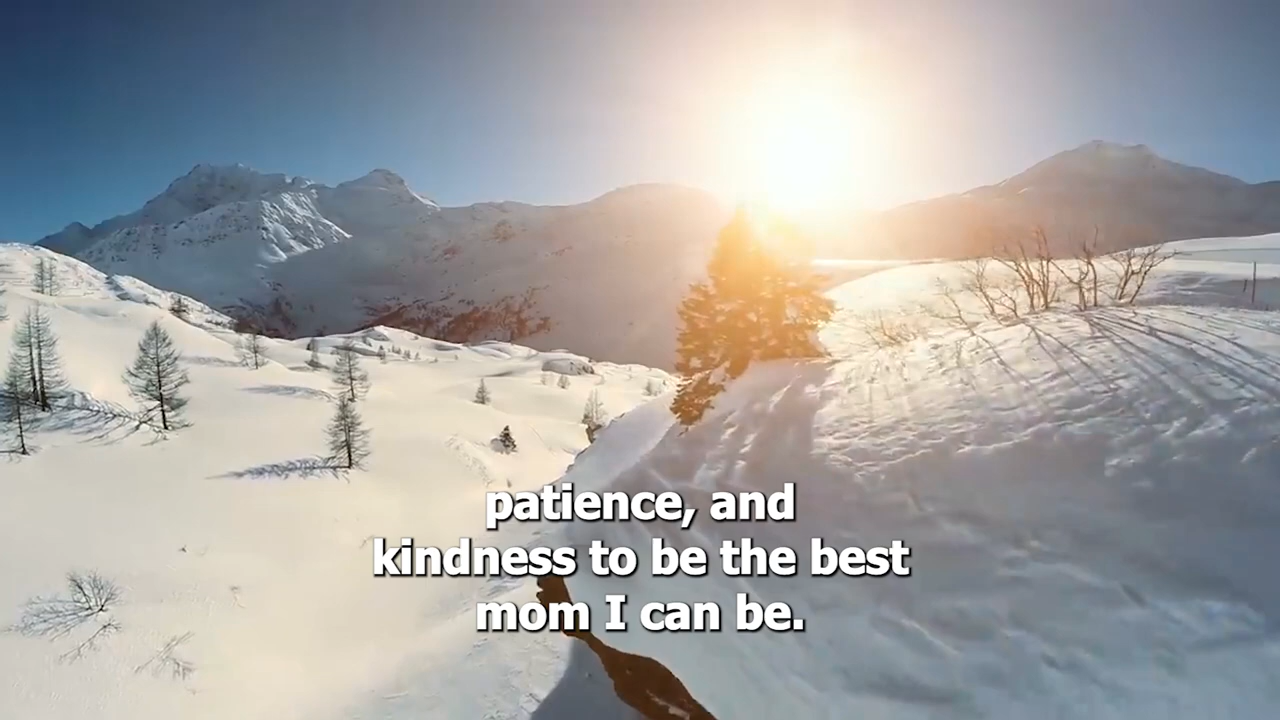 patience, and
kindness to be the best
mom I can be.